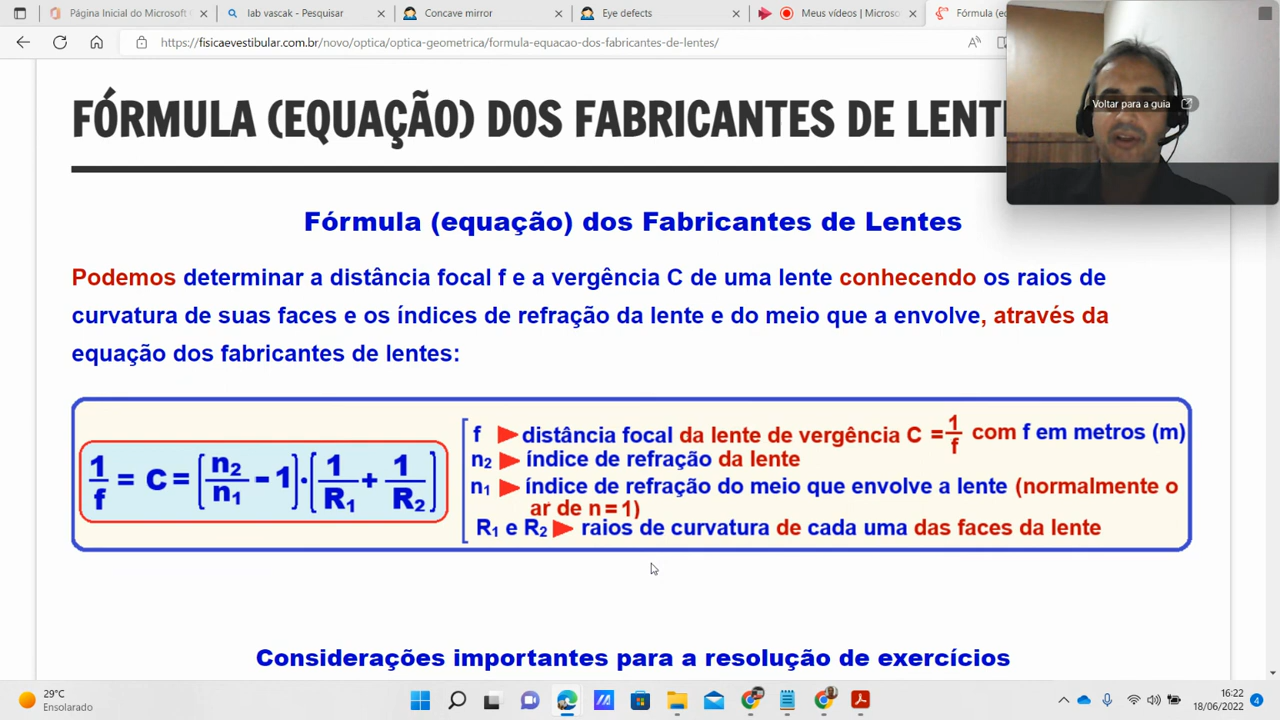 Página Inicial do Microsoft
lab vascak - Pesquisar
Concave mirror
Eye defects
Meus vídeos | Microso
Fórmula (e
https://fisicaevestibular.com.br/novo/optica/optica-geometrica/formula-equacao-dos-fabricantes-de-lentes/
Voltar para a guia
FÓRMULA (EQUAÇÃO) DOS FABRICANTES DE LENT
Fórmula (equação) dos Fabricantes de Lentes
Podemos determinar a distância focal f e a vergência C de uma lente conhecendo os raios de
curvatura de suas faces e os índices de refração da lente e do meio que a envolve, através da
equação dos fabricantes de lentes:
1/f = C = [n₂/n₁ - 1] · [1/R₁ + 1/R₂]
f ► distância focal da lente de vergência C = 1/f com f em metros (m)
n₂ ► índice de refração da lente
n₁ ► índice de refração do meio que envolve a lente (normalmente o
ar de n = 1)
R₁ e R₂ ► raios de curvatura de cada uma das faces da lente
Considerações importantes para a resolução de exercícios
29°C
Ensolarado
16:22
18/06/2022
4